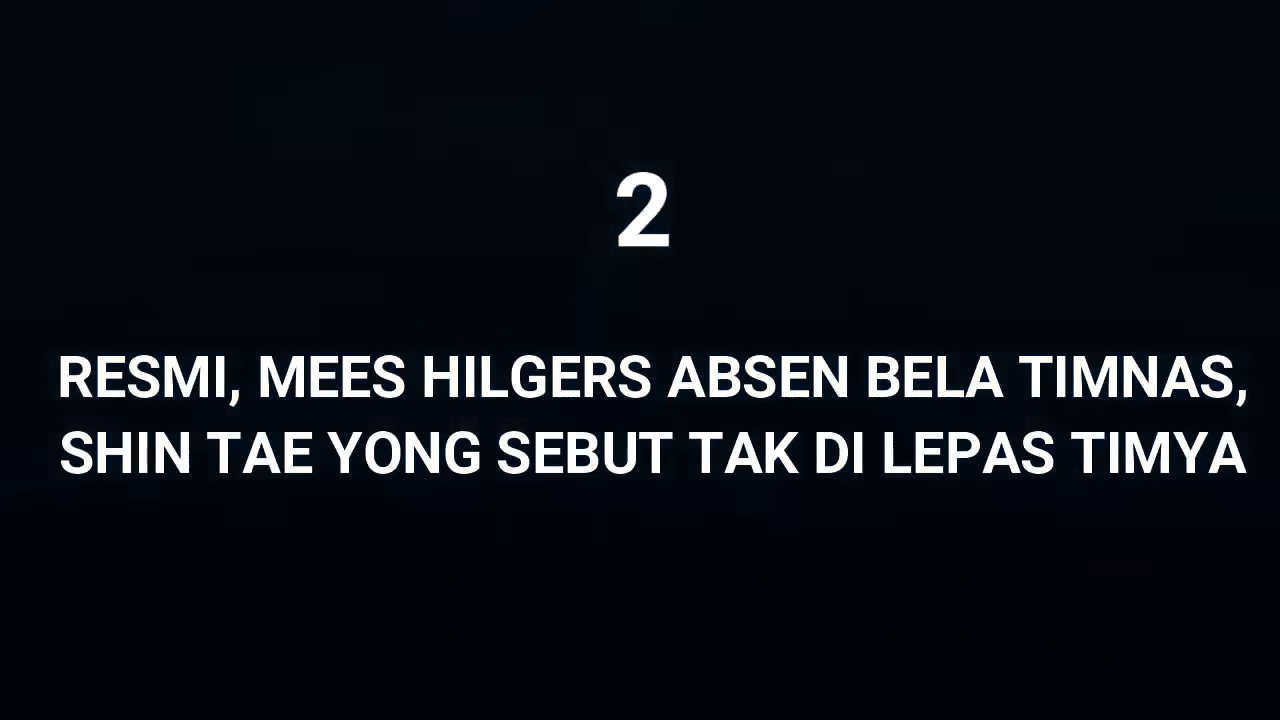 2
RESMI, MEES HILGERS ABSEN BELA TIMNAS,
SHIN TAE YONG SEBUT TAK DI LEPAS TIMYA